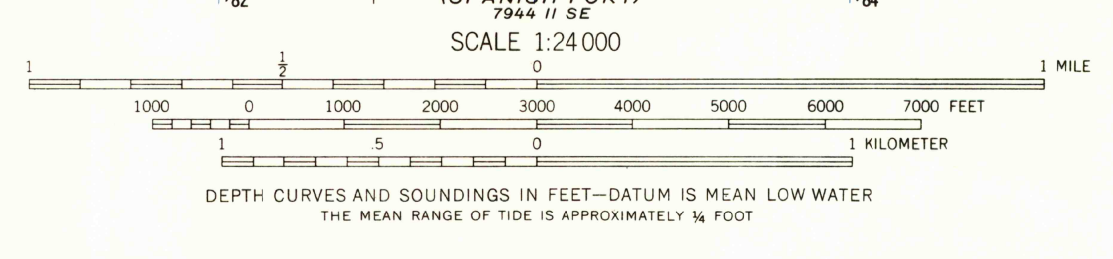 7944 II SE
SCALE 1:24 000
1 ½ 0 1 MILE
1000 0 1000 2000 3000 4000 5000 6000 7000 FEET
1 .5 0 1 KILOMETER
DEPTH CURVES AND SOUNDINGS IN FEET—DATUM IS MEAN LOW WATER
THE MEAN RANGE OF TIDE IS APPROXIMATELY ¼ FOOT